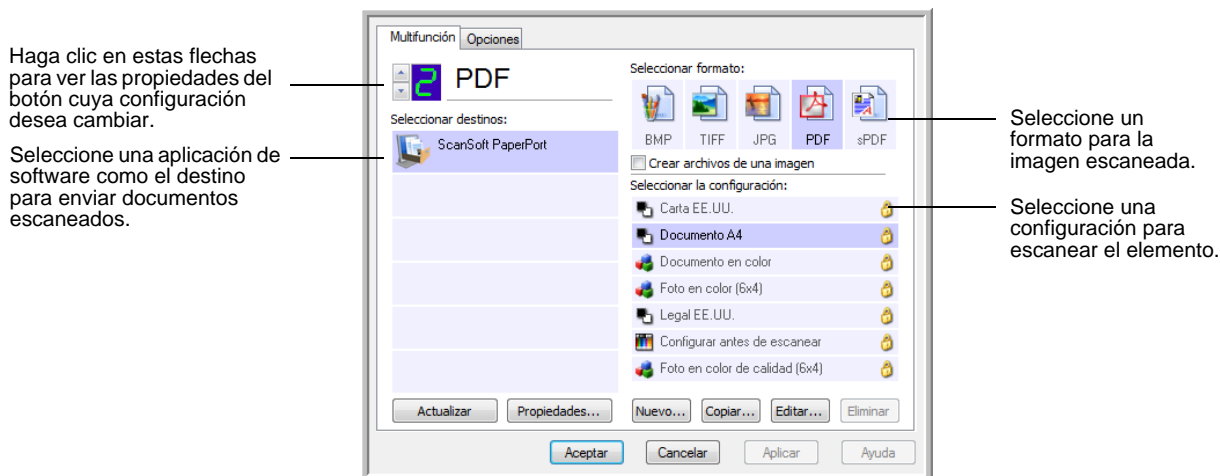 Haga clic en estas flechas
para ver las propiedades del
botón cuya configuración
desea cambiar.
Seleccione una aplicación de
software como el destino
para enviar documentos
escaneados.
Multifunción
Opciones
2
PDF
Seleccionar destinos:
ScanSoft PaperPort
Actualizar
Propiedades...
Seleccionar formato:
BMP
TIFF
JPG
PDF
sPDF
Crear archivos de una imagen
Seleccionar la configuración:
Carta EE.UU.
Documento A4
Documento en color
Foto en color (6x4)
Legal EE.UU.
Configurar antes de escanear
Foto en color de calidad (6x4)
Nuevo...
Copiar...
Editar...
Eliminar
Aceptar
Cancelar
Aplicar
Ayuda
Seleccione un
formato para la
imagen escaneada.
Seleccione una
configuración para
escanear el elemento.